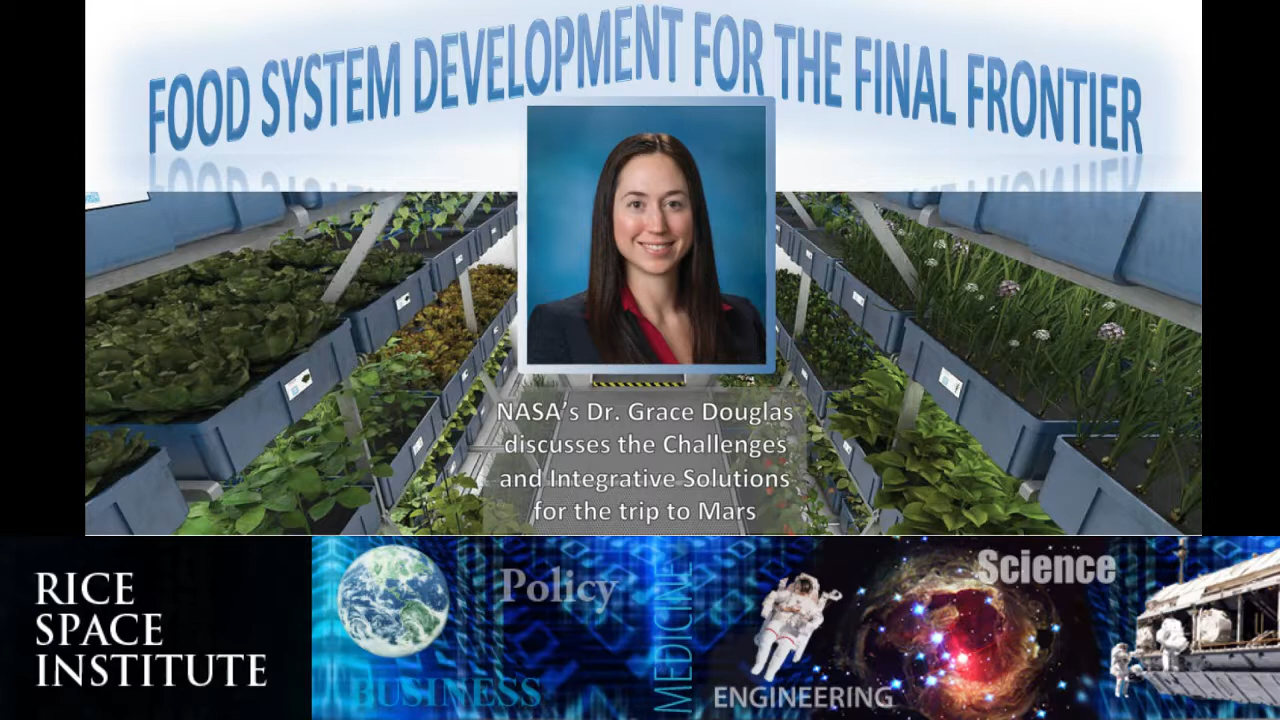 FOOD SYSTEM DEVELOPMENT FOR THE FINAL FRONTIER
NASA's Dr. Grace Douglas
discusses the Challenges
and Integrative Solutions
for the trip to Mars
RICE
SPACE
INSTITUTE
Policy
BUSINESS
MEDICINE
ENGINEERING
Science